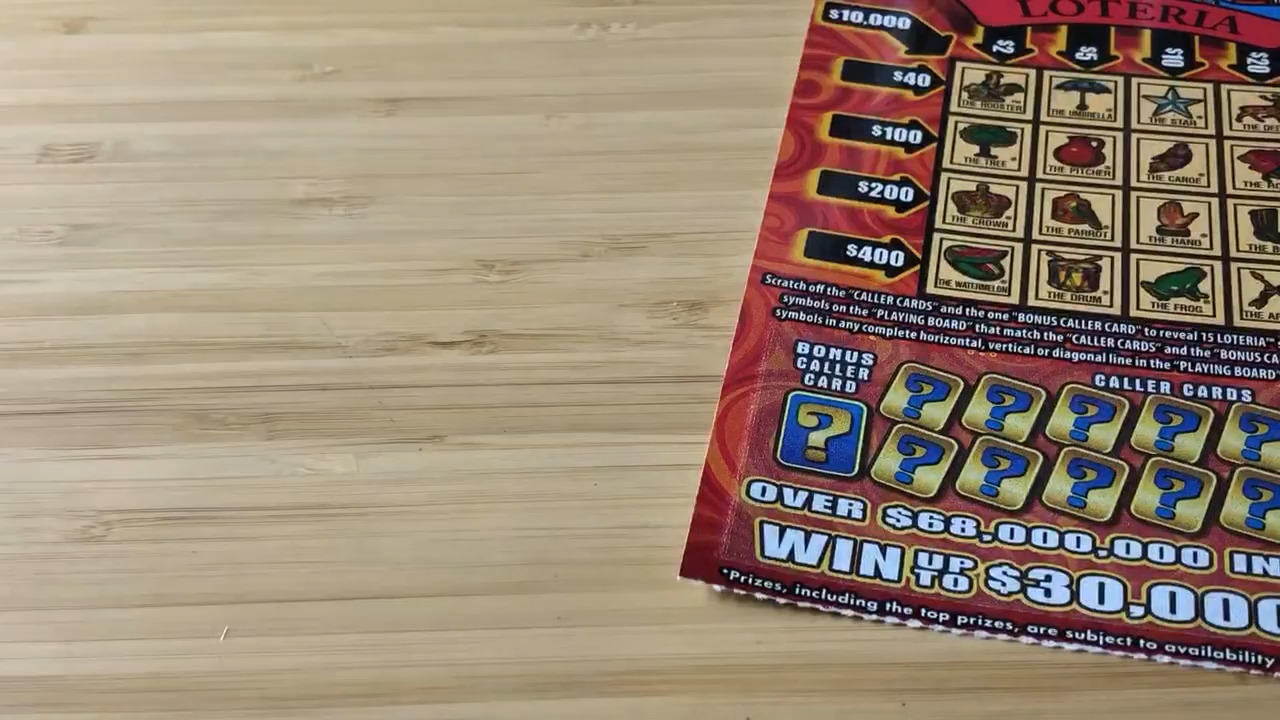 LOTERIA
$10,000
$2 $5 $10 $20
$40
THE ROOSTER THE UMBRELLA THE STAR THE
$100
THE TREE THE PITCHER THE CANOE THE
$200
THE CROWN THE PARROT THE HAND THE
$400
THE WATERMELON THE DRUM THE FROG THE
Scratch off the "CALLER CARDS" and the one "BONUS CALLER CARD" to reveal 15 LOTERIA™
symbols on the "PLAYING BOARD" that match the "CALLER CARDS" and the "BONUS CA
symbols in any complete horizontal, vertical or diagonal line in the "PLAYING BOARD"
BONUS
CALLER
CARD
CALLER CARDS
? ? ? ? ? ?
? ? ? ? ?
OVER $68,000,000 IN
WIN UP TO $30,000
*Prizes, including the top prizes, are subject to availability